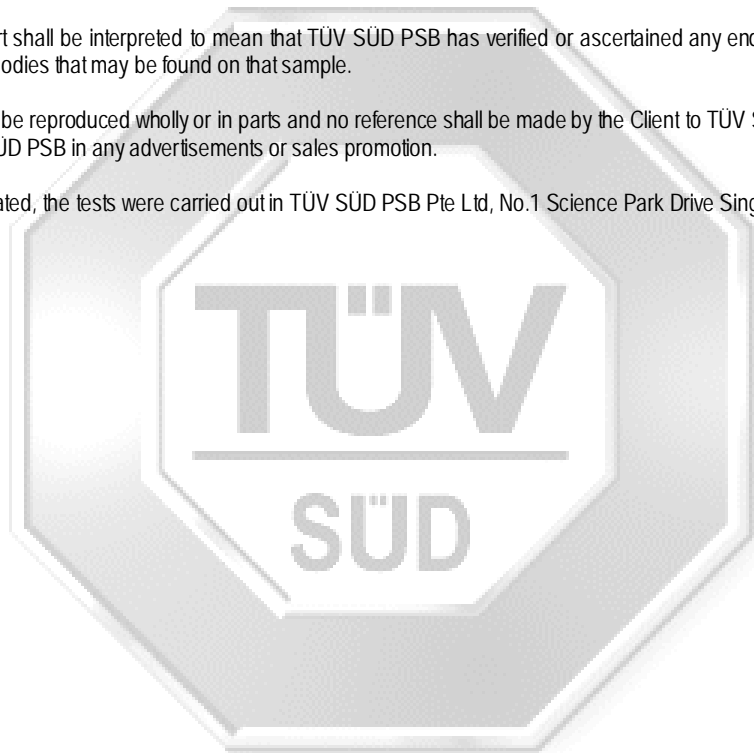 rt shall be interpreted to mean that TÜV SÜD PSB has verified or ascertained any end
odies that may be found on that sample.
be reproduced wholly or in parts and no reference shall be made by the Client to TÜV S
ÜD PSB in any advertisements or sales promotion.
ated, the tests were carried out in TÜV SÜD PSB Pte Ltd, No.1 Science Park Drive Sing
TÜV
SÜD